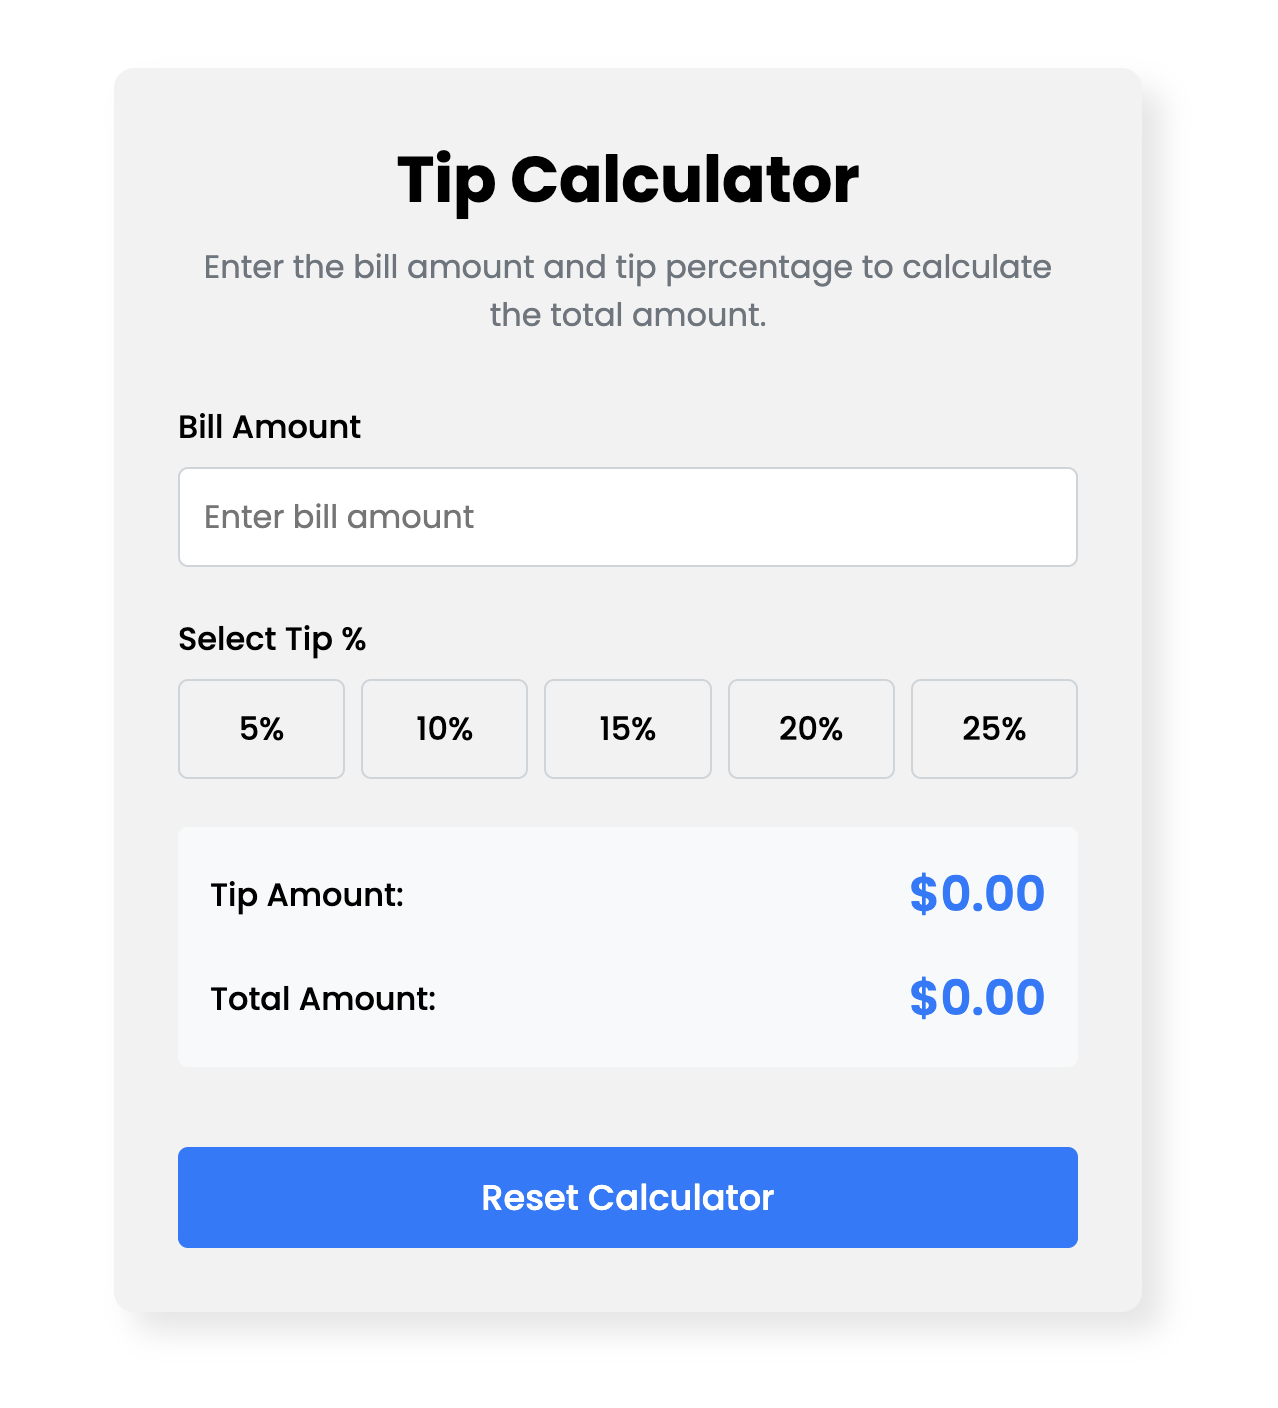 Tip Calculator
Enter the bill amount and tip percentage to calculate
the total amount.
Bill Amount
Enter bill amount
Select Tip %
5% 10% 15% 20% 25%
Tip Amount: $0.00
Total Amount: $0.00
Reset Calculator